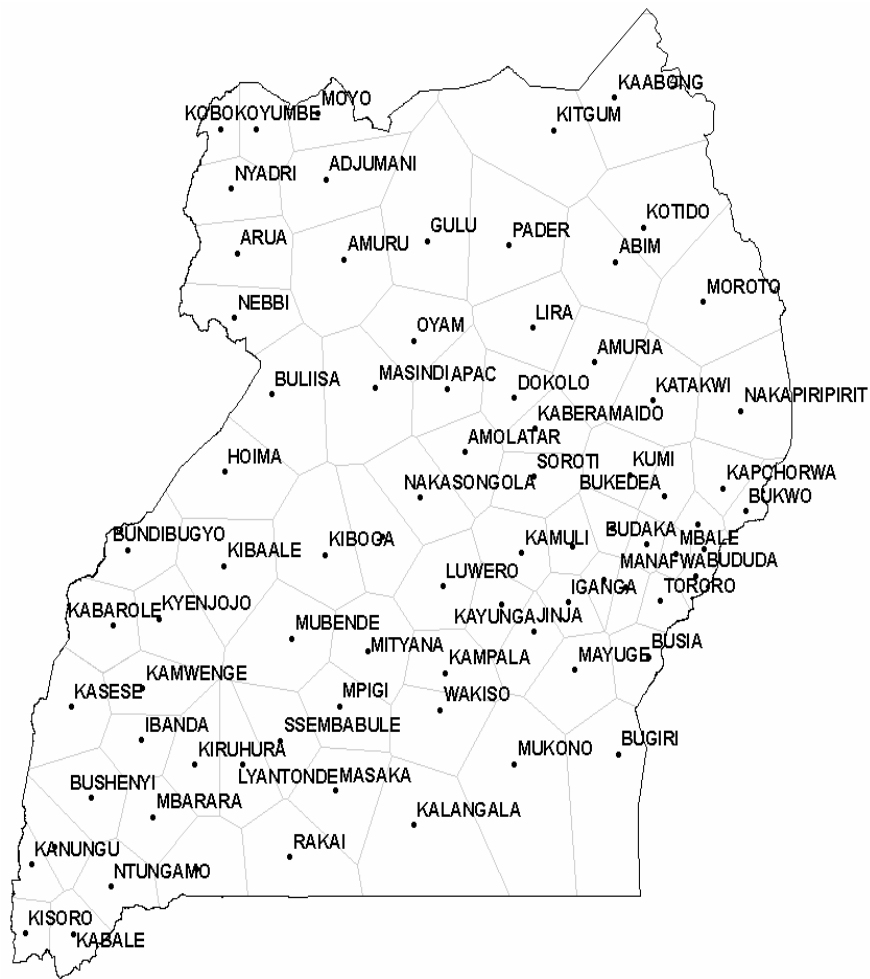 KAABONG
MOYO
KOBOKOYUMBE
KITGUM
ADJUMANI
NYADRI
KOTIDO
GULU
PADER
ARUA
AMURU
ABIM
MOROTO
NEBBI
LIRA
OYAM
AMURIA
BULIISA
MASINDI
APAC
DOKOLO
KATAKWI
NAKAPIRIPIRIT
KABERAMAIDO
AMOLATAR
HOIMA
SOROTI
KUMI
KAPCHORWA
NAKASONGOLA
BUKEDEA
BUKWO
BUNDIBUGYO
KIBOGA
KAMULI
BUDAKA
MBALE
KIBAALE
MANAFWA
BUDUDA
LUWERO
IGANGA
TORORO
KABAROLE
KYENJOJO
KAYUNGA
JINJA
MUBENDE
MITYANA
BUSIA
KAMPALA
MAYUGE
KAMWENGE
KASESE
MPIGI
WAKISO
IBANDA
SSEMBABULE
BUGIRI
KIRUHURA
MUKONO
LYANTONDE
MASAKA
BUSHENYI
MBARARA
KALANGALA
RAKAI
KANUNGU
NTUNGAMO
KISORO
KABALE